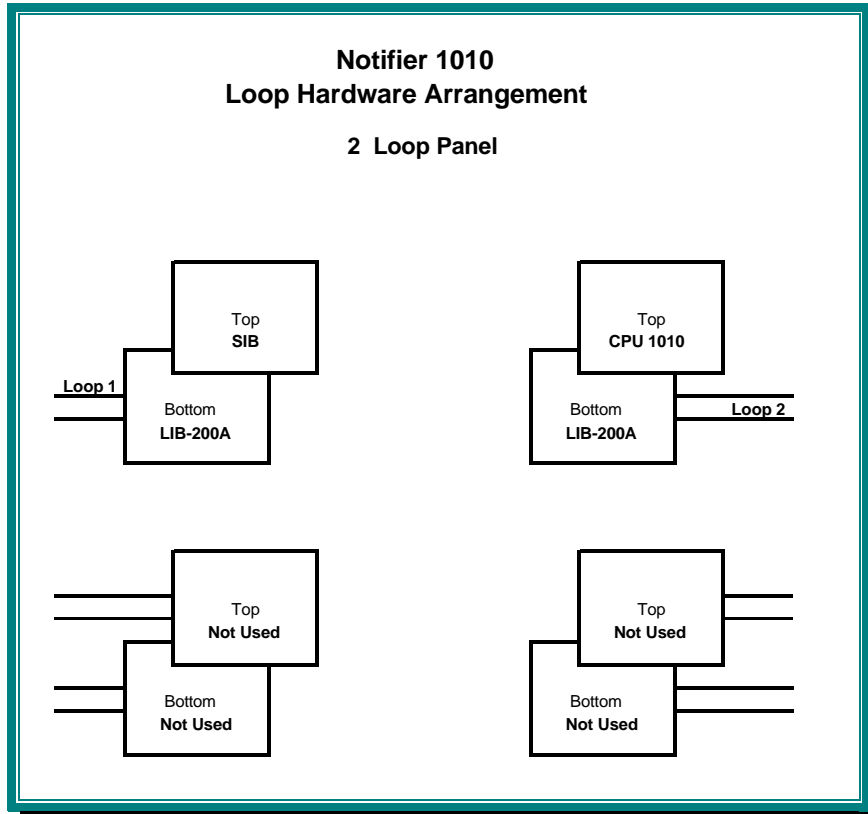 Notifier 1010
Loop Hardware Arrangement
2 Loop Panel
Top
SIB
Loop 1
Bottom
LIB-200A
Top
CPU 1010
Bottom
LIB-200A
Loop 2
Top
Not Used
Bottom
Not Used
Top
Not Used
Bottom
Not Used